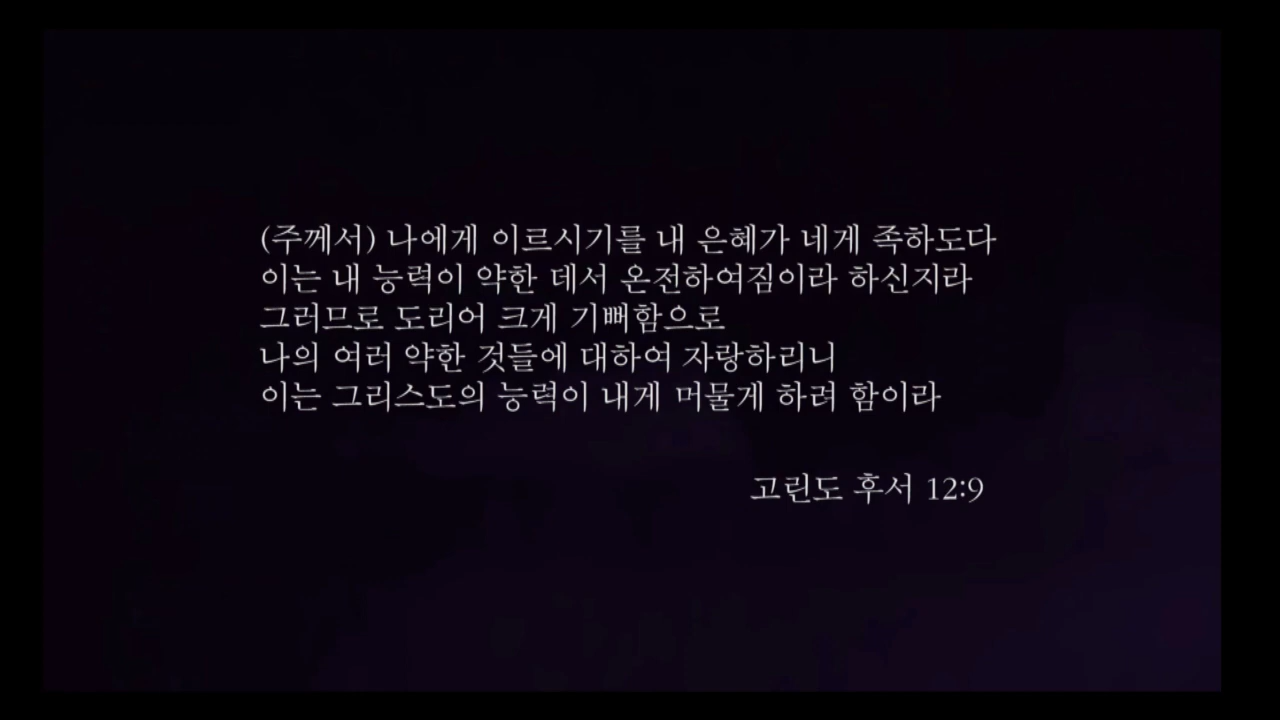 (주께서) 나에게 이르시기를 내 은혜가 네게 족하도다
이는 내 능력이 약한 데서 온전하여짐이라 하신지라
그러므로 도리어 크게 기뻐함으로
나의 여러 약한 것들에 대하여 자랑하리니
이는 그리스도의 능력이 내게 머물게 하려 함이라
고린도 후서 12:9